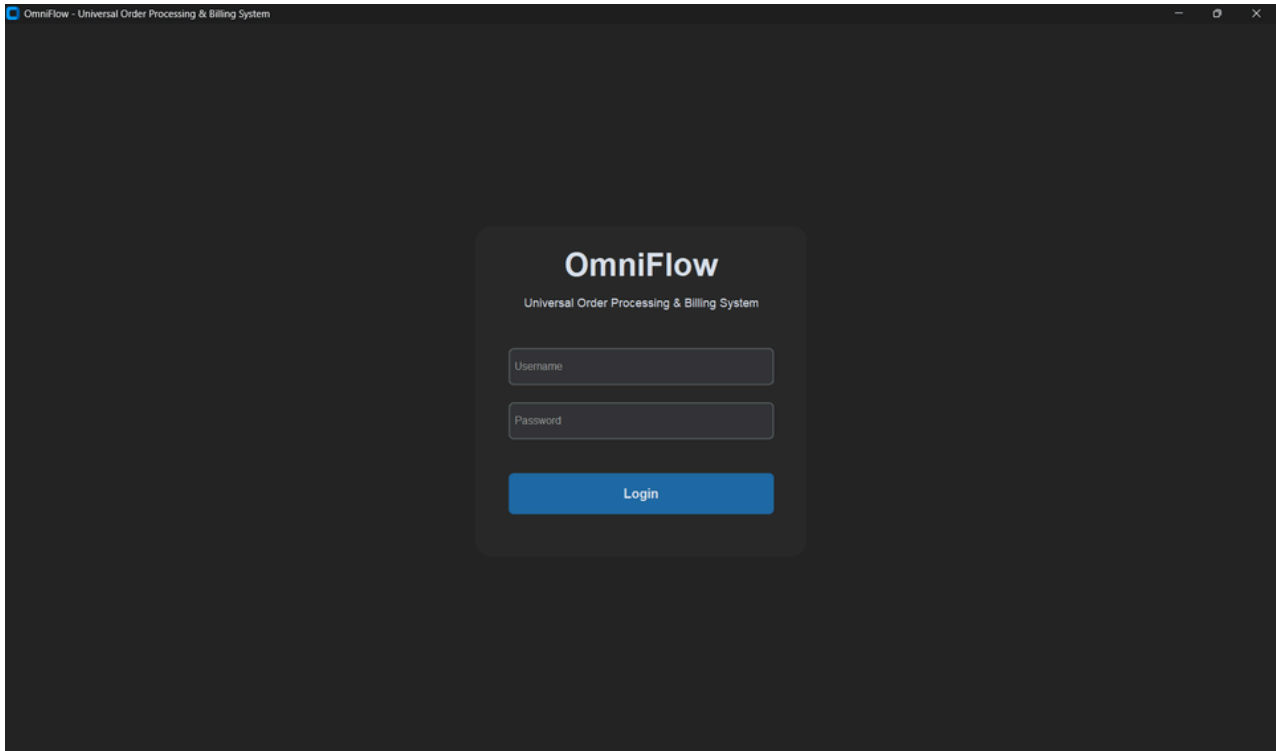 OmniFlow - Universal Order Processing & Billing System
OmniFlow
Universal Order Processing & Billing System
Username
Password
Login